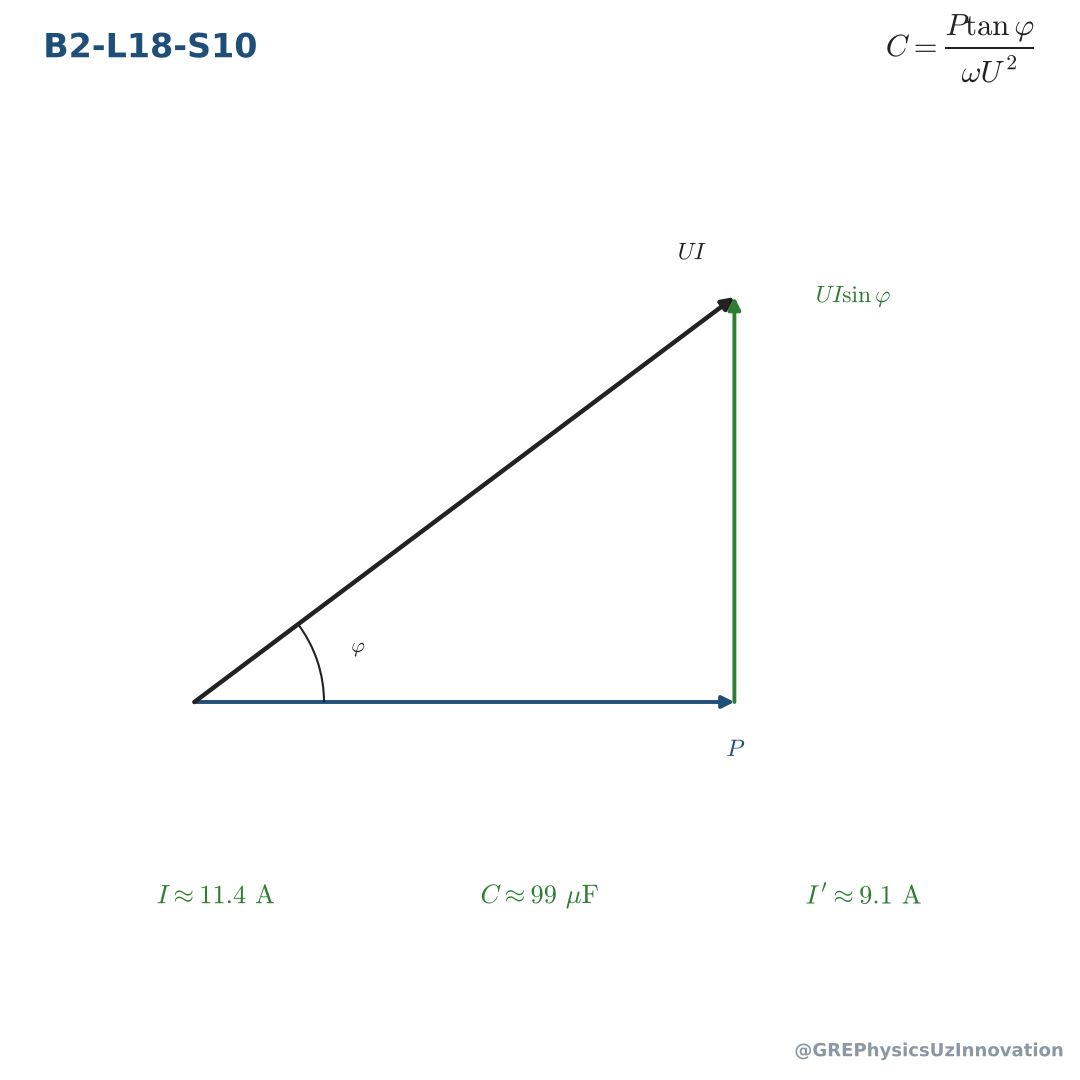 B2-L18-S10
C = P tan φ / ωU²
UI
UI sin φ
φ
P
I ≈ 11.4 A
C ≈ 99 μF
I′ ≈ 9.1 A
@GREPhysicsUzInnovation